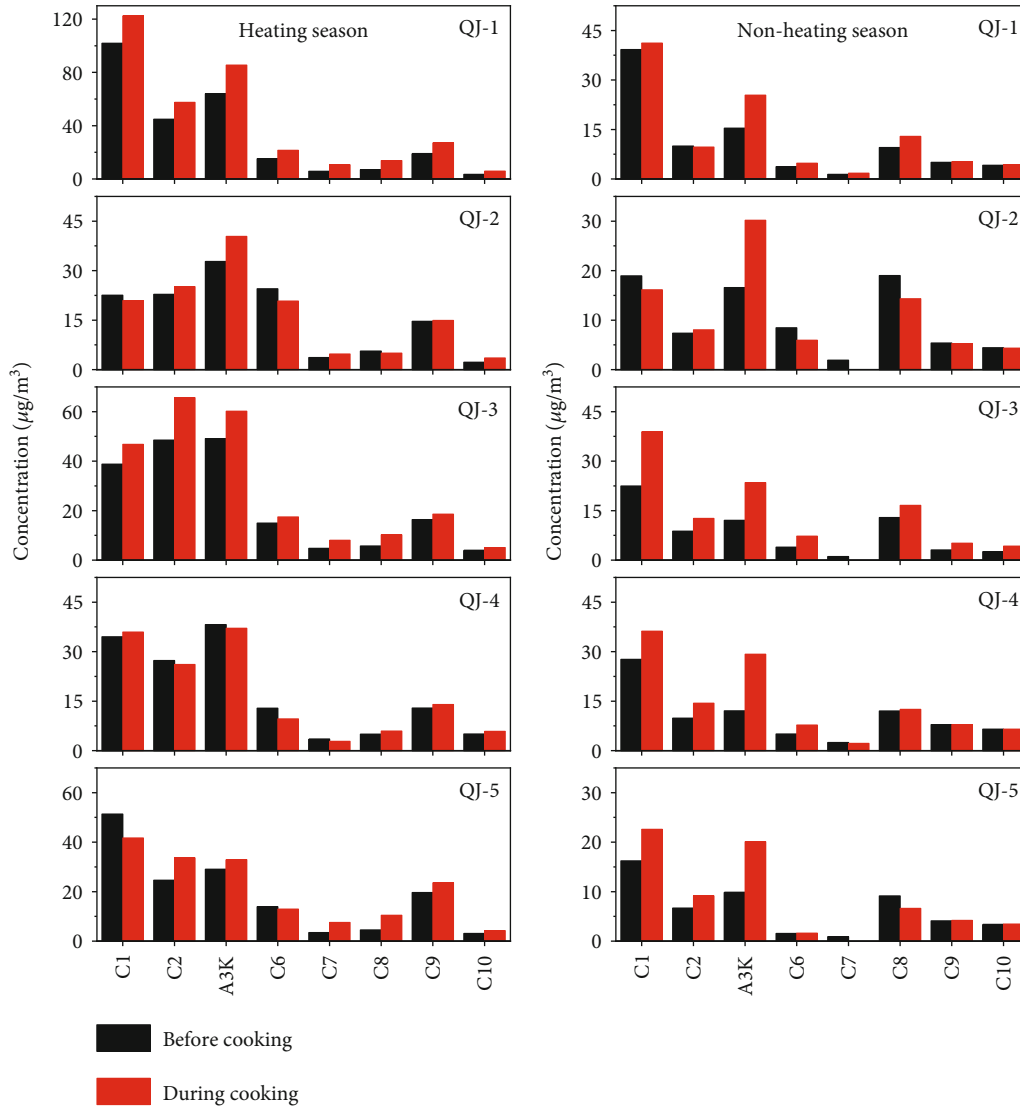 Heating season
QJ-1
120
80
40
0
QJ-2
45
30
15
0
QJ-3
60
40
20
0
QJ-4
45
30
15
0
QJ-5
60
40
20
0
Concentration (μg/m³)
C1
C2
A3K
C6
C7
C8
C9
C10
Non-heating season
QJ-1
45
30
15
0
QJ-2
30
20
10
0
QJ-3
45
30
15
0
QJ-4
45
30
15
0
QJ-5
30
20
10
0
Concentration (μg/m³)
C1
C2
A3K
C6
C7
C8
C9
C10
Before cooking
During cooking